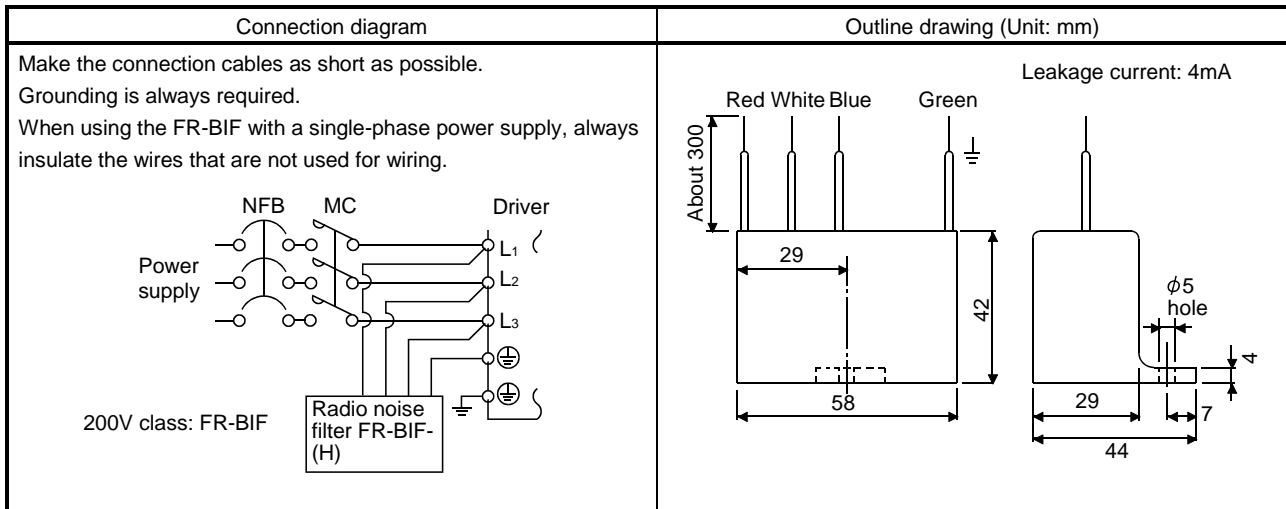 Connection diagram
Outline drawing (Unit: mm)
Make the connection cables as short as possible.
Grounding is always required.
When using the FR-BIF with a single-phase power supply, always
insulate the wires that are not used for wiring.
NFB
MC
Driver
Power
supply
L1
L2
L3
200V class: FR-BIF
Radio noise
filter FR-BIF-
(H)
Leakage current: 4mA
Red White Blue Green
About 300
29
42
58
φ5
hole
4
29
7
44